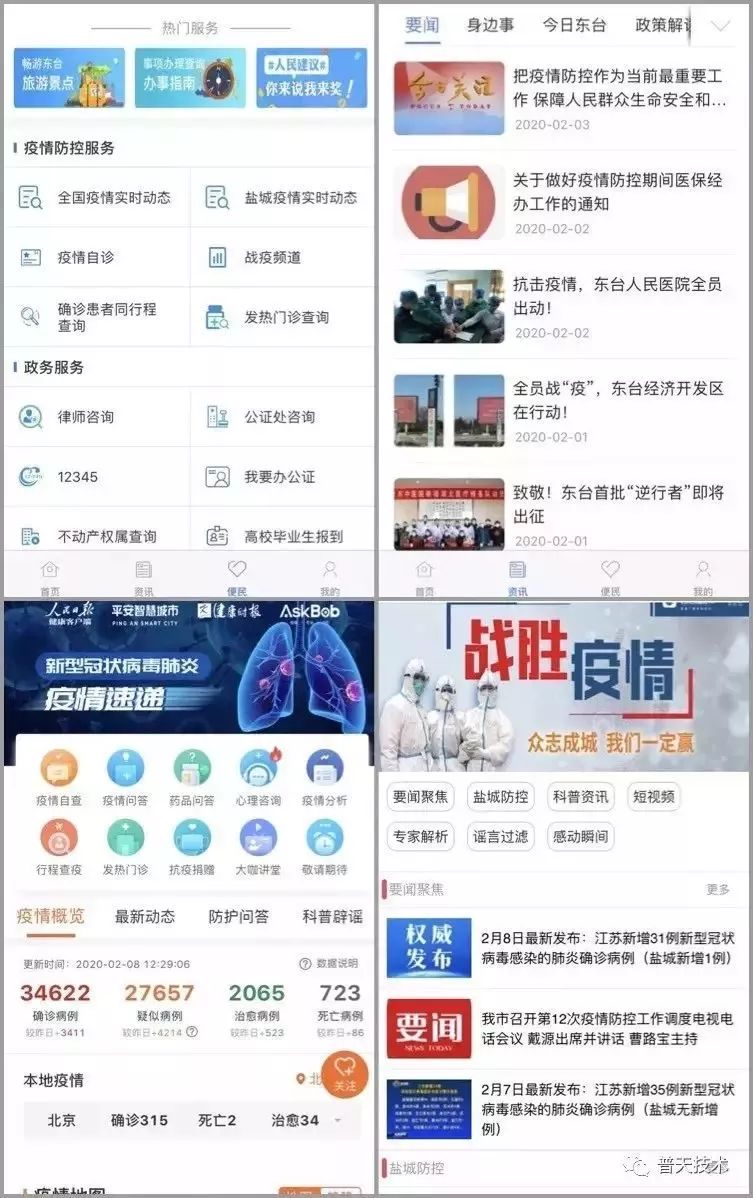 热门服务
畅游东台
旅游景点
事项办理查询
办事指南
#人民建议#
你来说我来奖!
疫情防控服务
全国疫情实时动态
盐城疫情实时动态
疫情自诊
战疫频道
确诊患者同行程
查询
发热门诊查询
政务服务
律师咨询
公证处咨询
12345
我要办公证
不动产权属查询
高校毕业生报到
首页
资讯
便民
我的
要闻
身边事
今日东台
政策解读
今日关注
把疫情防控作为当前最重要工
作 保障人民群众生命安全和...
2020-02-03
关于做好疫情防控期间医保经
办工作的通知
2020-02-02
抗击疫情，东台人民医院全员
出动！
2020-02-02
全员战“疫”，东台经济开发区
在行动！
2020-02-01
致敬！东台首批“逆行者”即将
出征
2020-02-01
首页
资讯
便民
我的
人民日报
健康客户端
平安智慧城市
PING AN SMART CITY
健康时报
AskBob
新型冠状病毒肺炎
疫情速递
疫情自查
疫情问答
药品问答
心理咨询
疫情分析
行程查疫
发热门诊
抗疫捐赠
大咖讲堂
敬请期待
疫情概览
最新动态
防护问答
科普辟谣
更新时间：2020-02-08 12:29:06
数据说明
34622
27657
2065
723
确诊病例
疑似病例
治愈病例
死亡病例
较昨日+3411
较昨日+4214
较昨日+523
较昨日+86
本地疫情
北
关注
北京
确诊315
死亡2
治愈34
疫情地图
战胜
疫情
众志成城 我们一定赢
要闻聚焦
盐城防控
科普资讯
短视频
专家解析
谣言过滤
感动瞬间
要闻聚焦
更多
权威
发布
2月8日最新发布：江苏新增31例新型冠状
病毒感染的肺炎确诊病例（盐城新增1例）
要闻
NEWS TODAY
我市召开第12次疫情防控工作调度电视电
话会议 戴源出席并讲话 曹路宝主持
2月7日最新发布：江苏新增35例新型冠状
病毒感染的肺炎确诊病例（盐城无新增
例）
盐城防控
普天技术